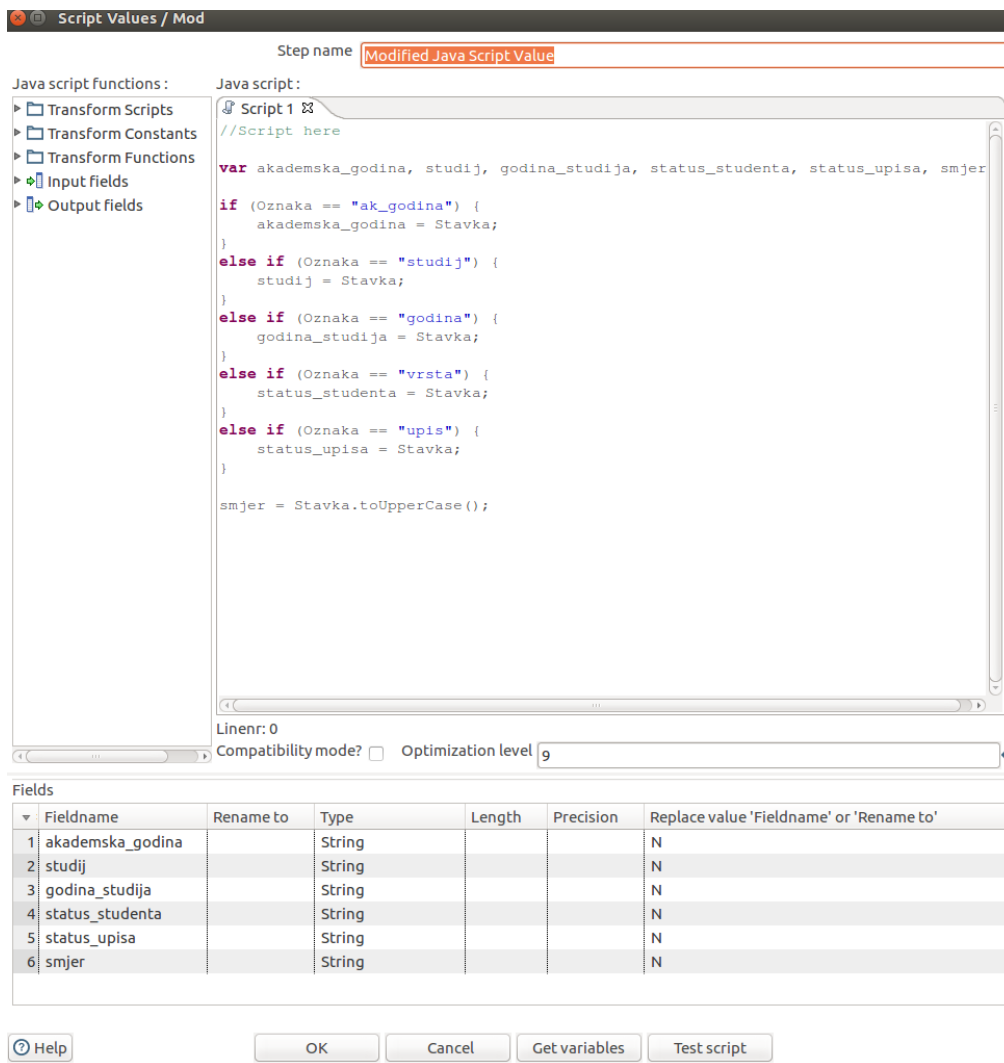 Script Values / Mod
Step name Modified Java Script Value
Java script functions :
Java script :
Transform Scripts
Transform Constants
Transform Functions
Input fields
Output fields
Script 1
//Script here
var akademska_godina, studij, godina_studija, status_studenta, status_upisa, smjer
if (Oznaka == "ak_godina") {
akademska_godina = Stavka;
}
else if (Oznaka == "studij") {
studij = Stavka;
}
else if (Oznaka == "godina") {
godina_studija = Stavka;
}
else if (Oznaka == "vrsta") {
status_studenta = Stavka;
}
else if (Oznaka == "upis") {
status_upisa = Stavka;
}
smjer = Stavka.toUpperCase();
Linenr: 0
Compatibility mode? Optimization level 9
Fields
Fieldname Rename to Type Length Precision Replace value 'Fieldname' or 'Rename to'
1 akademska_godina String N
2 studij String N
3 godina_studija String N
4 status_studenta String N
5 status_upisa String N
6 smjer String N
Help OK Cancel Get variables Test script